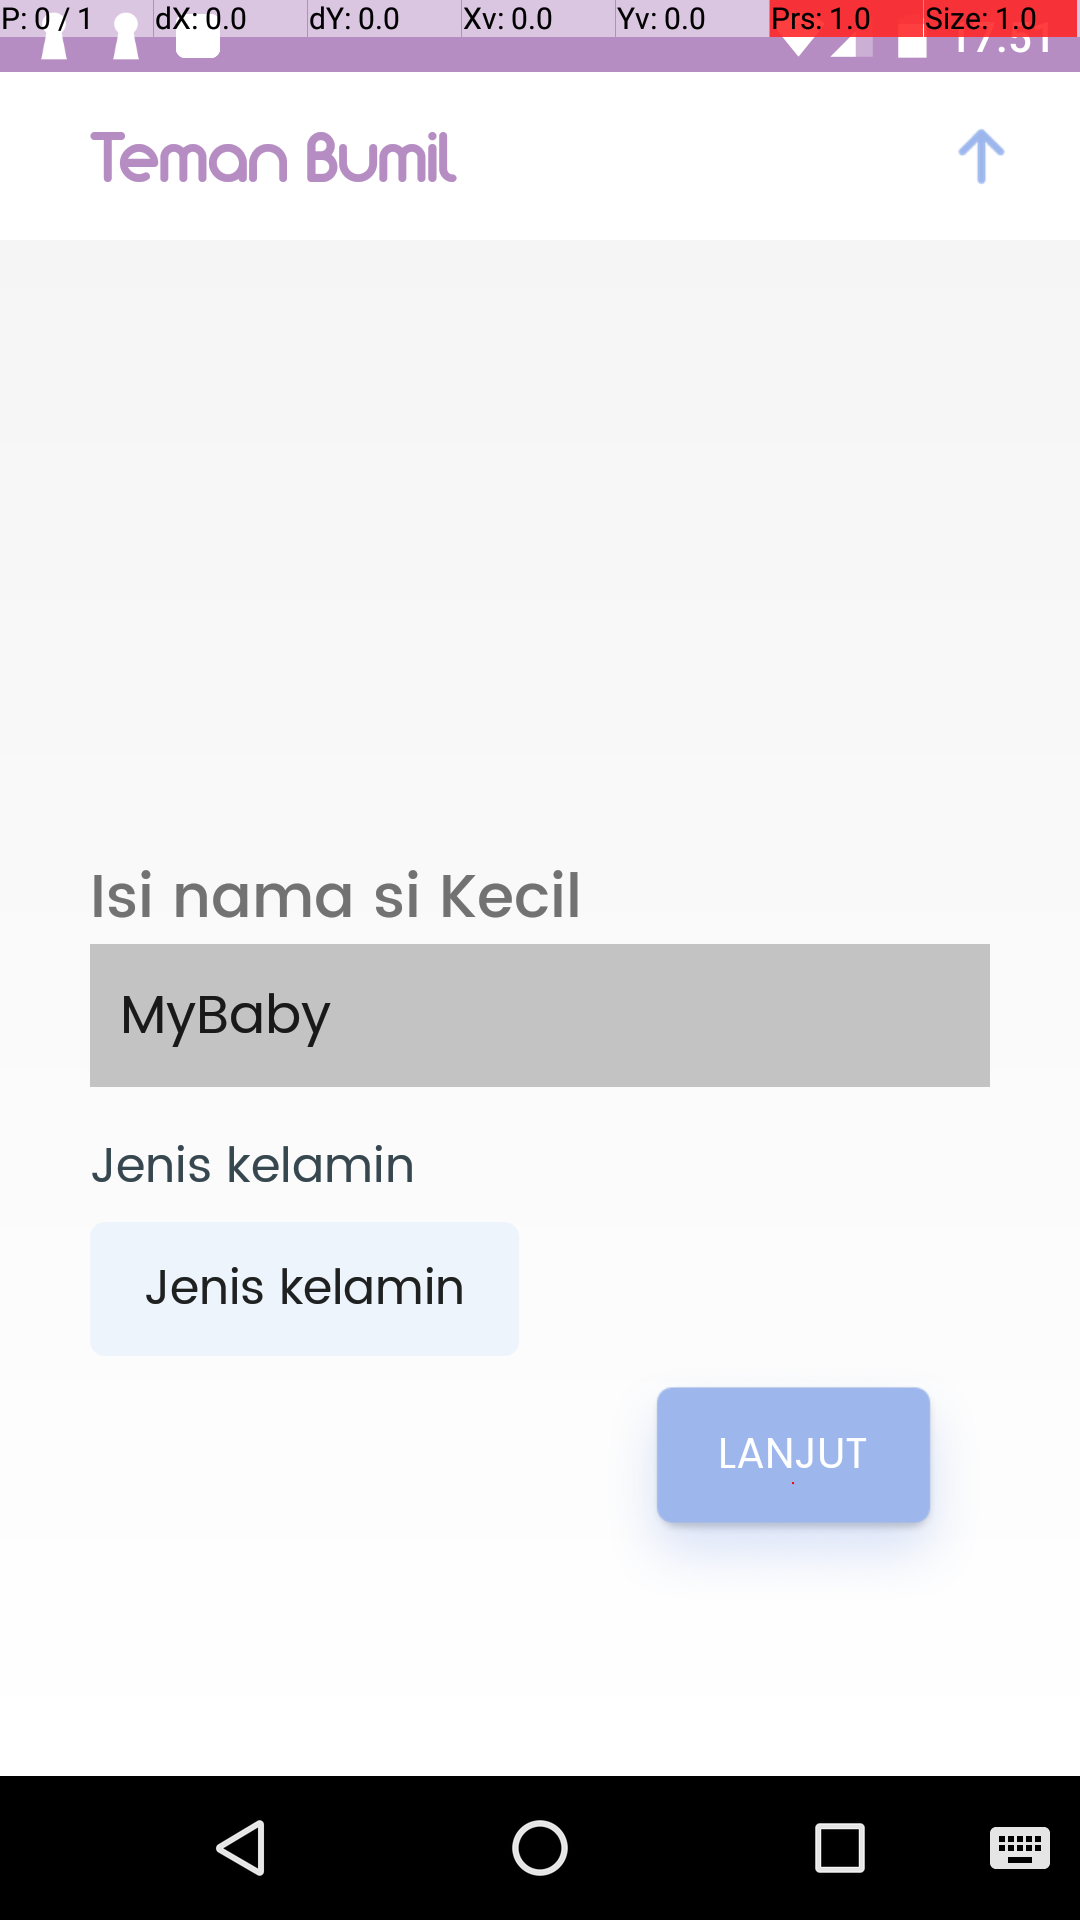 P: 0 / 1 dX: 0.0 dY: 0.0 Xv: 0.0 Yv: 0.0 Prs: 1.0 Size: 1.0
17:51
Teman Bumil
Isi nama si Kecil
MyBaby
Jenis kelamin
Jenis kelamin
LANJUT